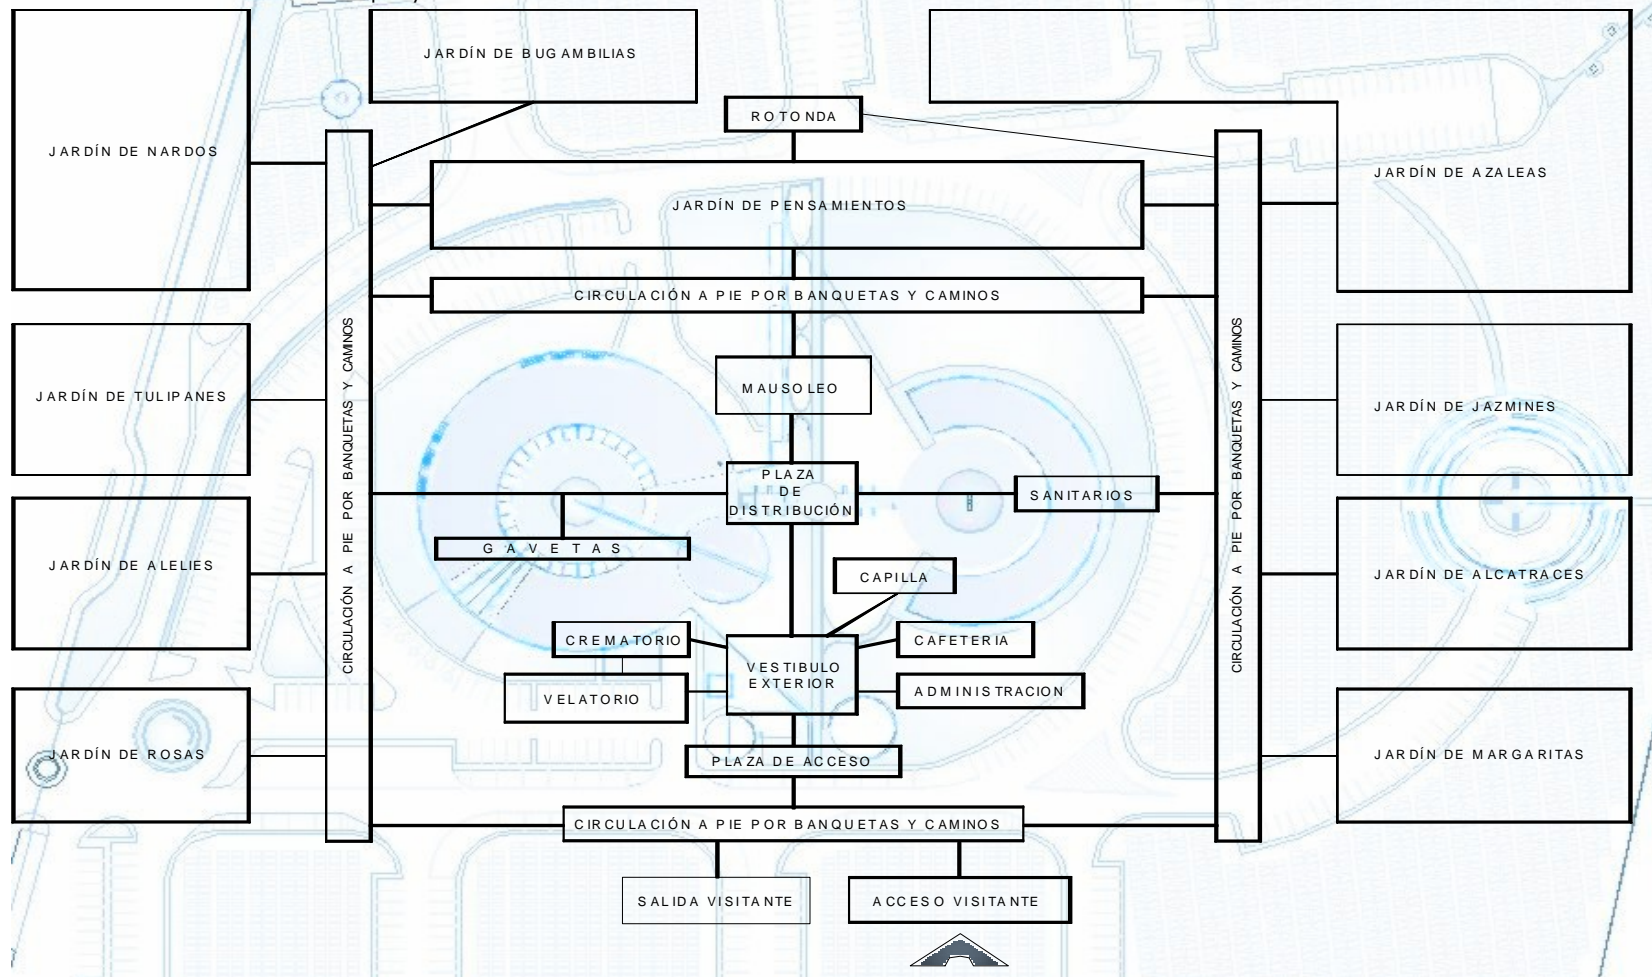 JARDÍN DE BUGAMBILIAS
ROTONDA
JARDÍN DE NARDOS
JARDÍN DE AZALEAS
JARDÍN DE PENSAMIENTOS
CIRCULACIÓN A PIE POR BANQUETAS Y CAMINOS
CIRCULACIÓN A PIE POR BANQUETAS Y CAMINOS
CIRCULACIÓN A PIE POR BANQUETAS Y CAMINOS
MAUSOLEO
JARDÍN DE TULIPANES
JARDÍN DE JAZMINES
PLAZA
DE
DISTRIBUCIÓN
SANITARIOS
GAVETAS
JARDÍN DE ALELIES
CAPILLA
JARDÍN DE ALCATRACES
CREMATORIO
CAFETERIA
VESTIBULO
EXTERIOR
VELATORIO
ADMINISTRACION
JARDÍN DE ROSAS
PLAZA DE ACCESO
JARDÍN DE MARGARITAS
CIRCULACIÓN A PIE POR BANQUETAS Y CAMINOS
SALIDA VISITANTE
ACCESO VISITANTE